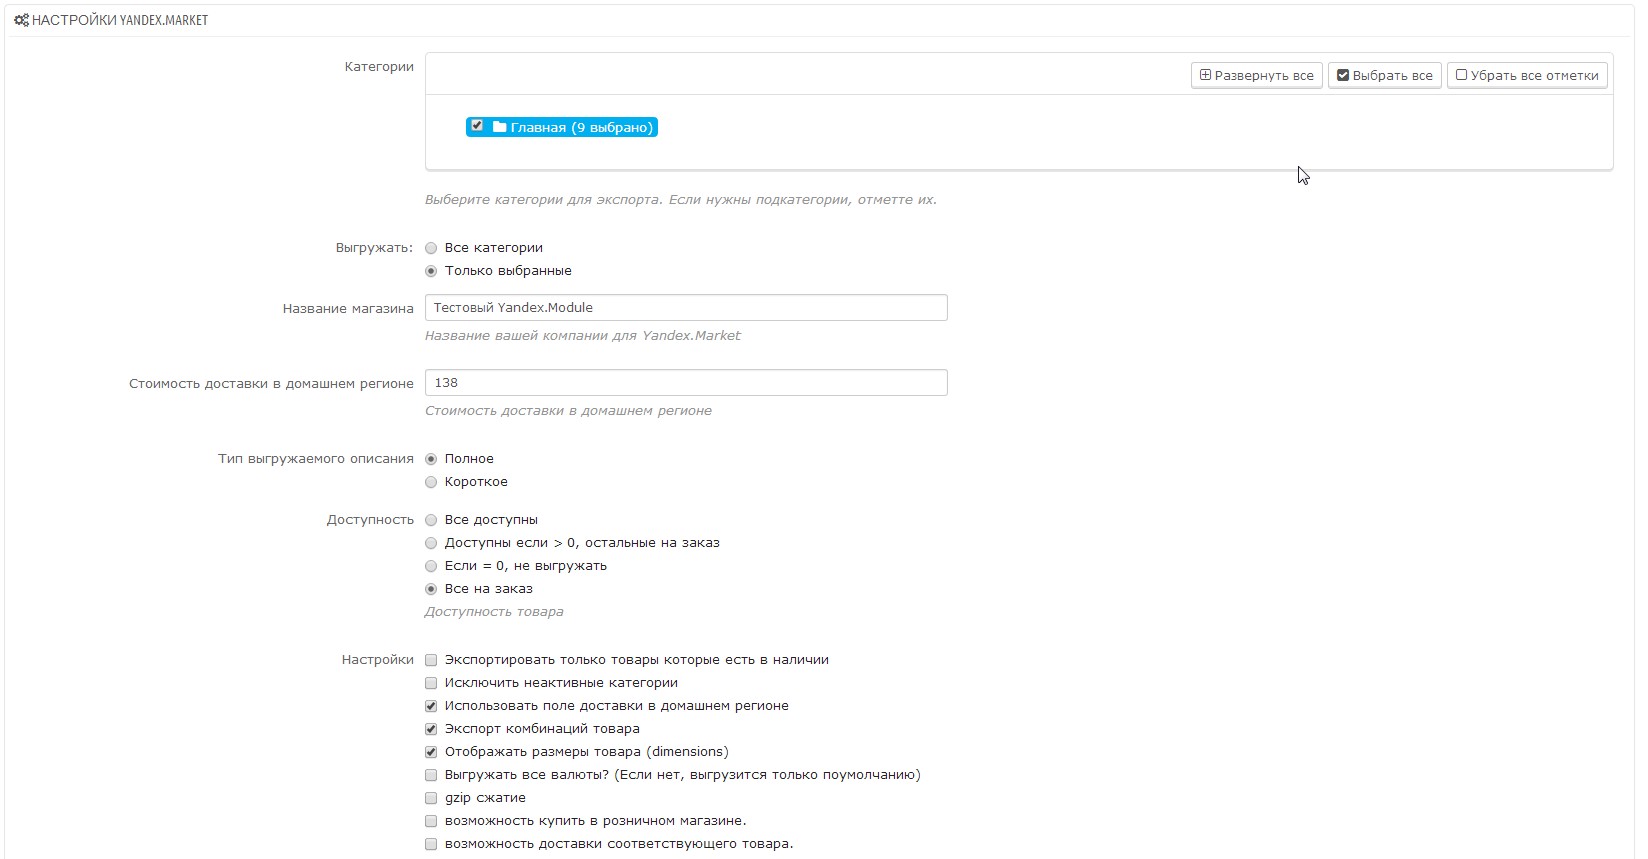 НАСТРОЙКИ YANDEX.MARKET
Категории
Развернуть все Выбрать все Убрать все отметки
Главная (9 выбрано)
Выберите категории для экспорта. Если нужны подкатегории, отметте их.
Выгружать: Все категории
Только выбранные
Название магазина Тестовый Yandex.Module
Название вашей компании для Yandex.Market
Стоимость доставки в домашнем регионе 138
Стоимость доставки в домашнем регионе
Тип выгружаемого описания Полное
Короткое
Доступность Все доступны
Доступны если > 0, остальные на заказ
Если = 0, не выгружать
Все на заказ
Доступность товара
Настройки Экспортировать только товары которые есть в наличии
Исключить неактивные категории
Использовать поле доставки в домашнем регионе
Экспорт комбинаций товара
Отображать размеры товара (dimensions)
Выгружать все валюты? (Если нет, выгрузится только поумолчанию)
gzip сжатие
возможность купить в розничном магазине.
возможность доставки соответствующего товара.